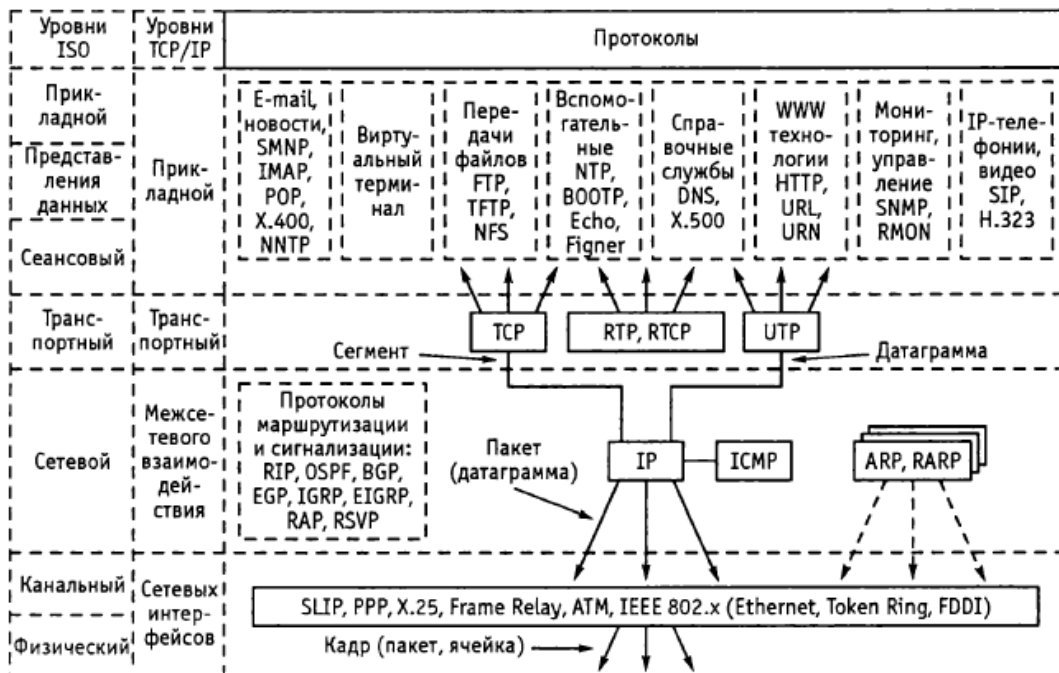 Уровни
ISO
Уровни
TCP/IP
Протоколы
Прик-
ладной
Представ-
ления
данных
Сеансовый
Прик-
ладной
E-mail,
новости,
SMNP,
IMAP,
POP,
X.400,
NNTP
Вирту-
альный
терми-
нал
Пере-
дачи
файлов
FTP,
TFTP,
NFS
Вспомо-
гатель-
ные
NTP,
BOOTP,
Echo,
Figner
Спра-
вочные
службы
DNS,
X.500
WWW
техно-
логии
HTTP,
URL,
URN
Мони-
торинг,
управ-
ление
SNMP,
RMON
IP-теле-
фонии,
видео
SIP,
H.323
Транс-
портный
Транс-
портный
TCP
RTP, RTCP
UTP
Сегмент
Датаграмма
Сетевой
Межсе-
тевого
взаимо-
дей-
ствия
Протоколы
маршрутизации
и сигнализации:
RIP, OSPF, BGP,
EGP, IGRP, EIGRP,
RAP, RSVP
Пакет
(датаграмма)
IP
ICMP
ARP, RARP
Канальный
Физический
Сетевых
интер-
фейсов
SLIP, PPP, X.25, Frame Relay, ATM, IEEE 802.x (Ethernet, Token Ring, FDDI)
Кадр (пакет, ячейка)